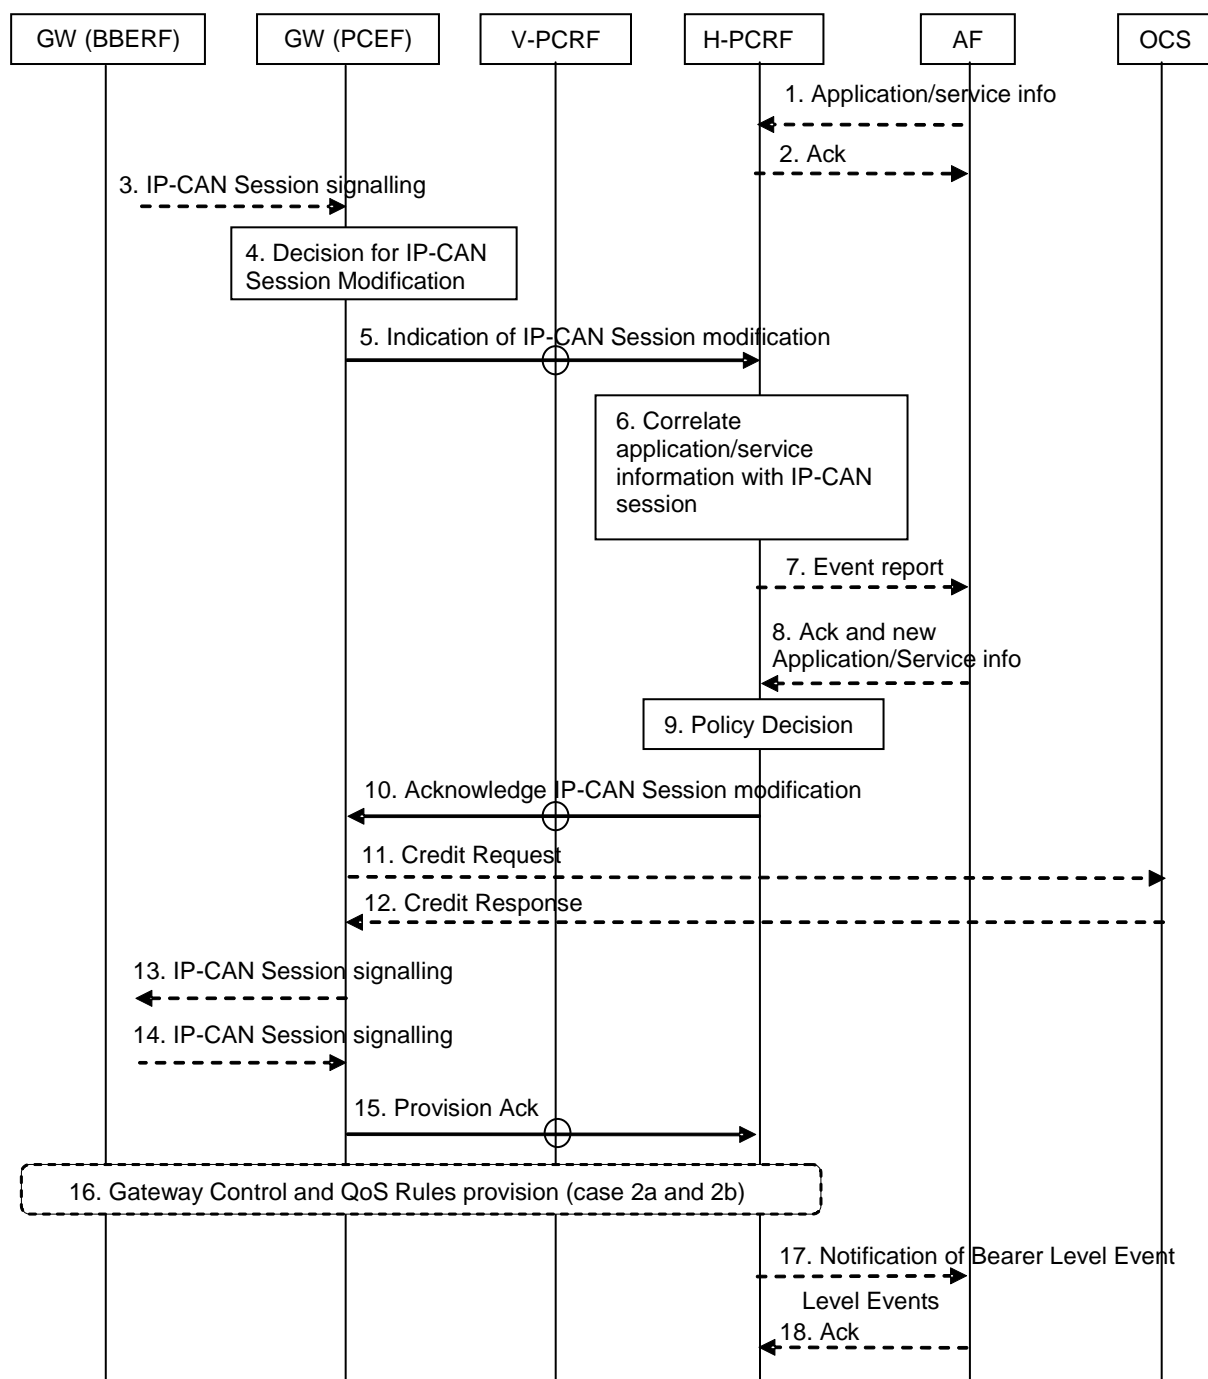 GW (BBERF)
GW (PCEF)
V-PCRF
H-PCRF
AF
OCS
1. Application/service info
2. Ack
3. IP-CAN Session signalling
4. Decision for IP-CAN
Session Modification
5. Indication of IP-CAN Session modification
6. Correlate
application/service
information with IP-CAN
session
7. Event report
8. Ack and new
Application/Service info
9. Policy Decision
10. Acknowledge IP-CAN Session modification
11. Credit Request
12. Credit Response
13. IP-CAN Session signalling
14. IP-CAN Session signalling
15. Provision Ack
16. Gateway Control and QoS Rules provision (case 2a and 2b)
17. Notification of Bearer Level Event
Level Events
18. Ack